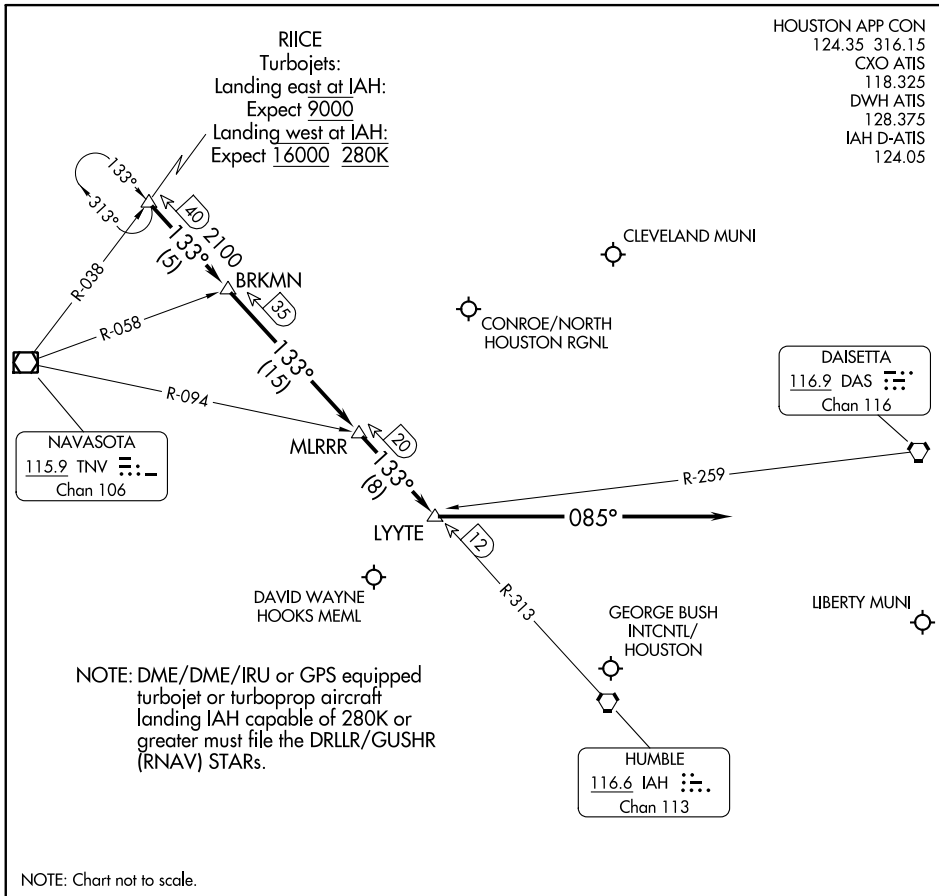 HOUSTON APP CON
124.35 316.15
CXO ATIS
118.325
DWH ATIS
128.375
IAH D-ATIS
124.05
RIICE
Turbojets:
Landing east at IAH:
Expect 9000
Landing west at IAH:
Expect 16000 280K
133°
313°
40
2100
133°
(5)
BRKMN
35
R-038
R-058
R-094
133°
(15)
CLEVELAND MUNI
CONROE/NORTH
HOUSTON RGNL
NAVASOTA
115.9 TNV
Chan 106
DAISETTA
116.9 DAS
Chan 116
MLRRR
20
133°
(8)
R-259
LYYTE
085°
12
R-313
DAVID WAYNE
HOOKS MEML
GEORGE BUSH
INTCNTL/
HOUSTON
LIBERTY MUNI
NOTE: DME/DME/IRU or GPS equipped
turbojet or turboprop aircraft
landing IAH capable of 280K or
greater must file the DRLLR/GUSHR
(RNAV) STARs.
HUMBLE
116.6 IAH
Chan 113
NOTE: Chart not to scale.